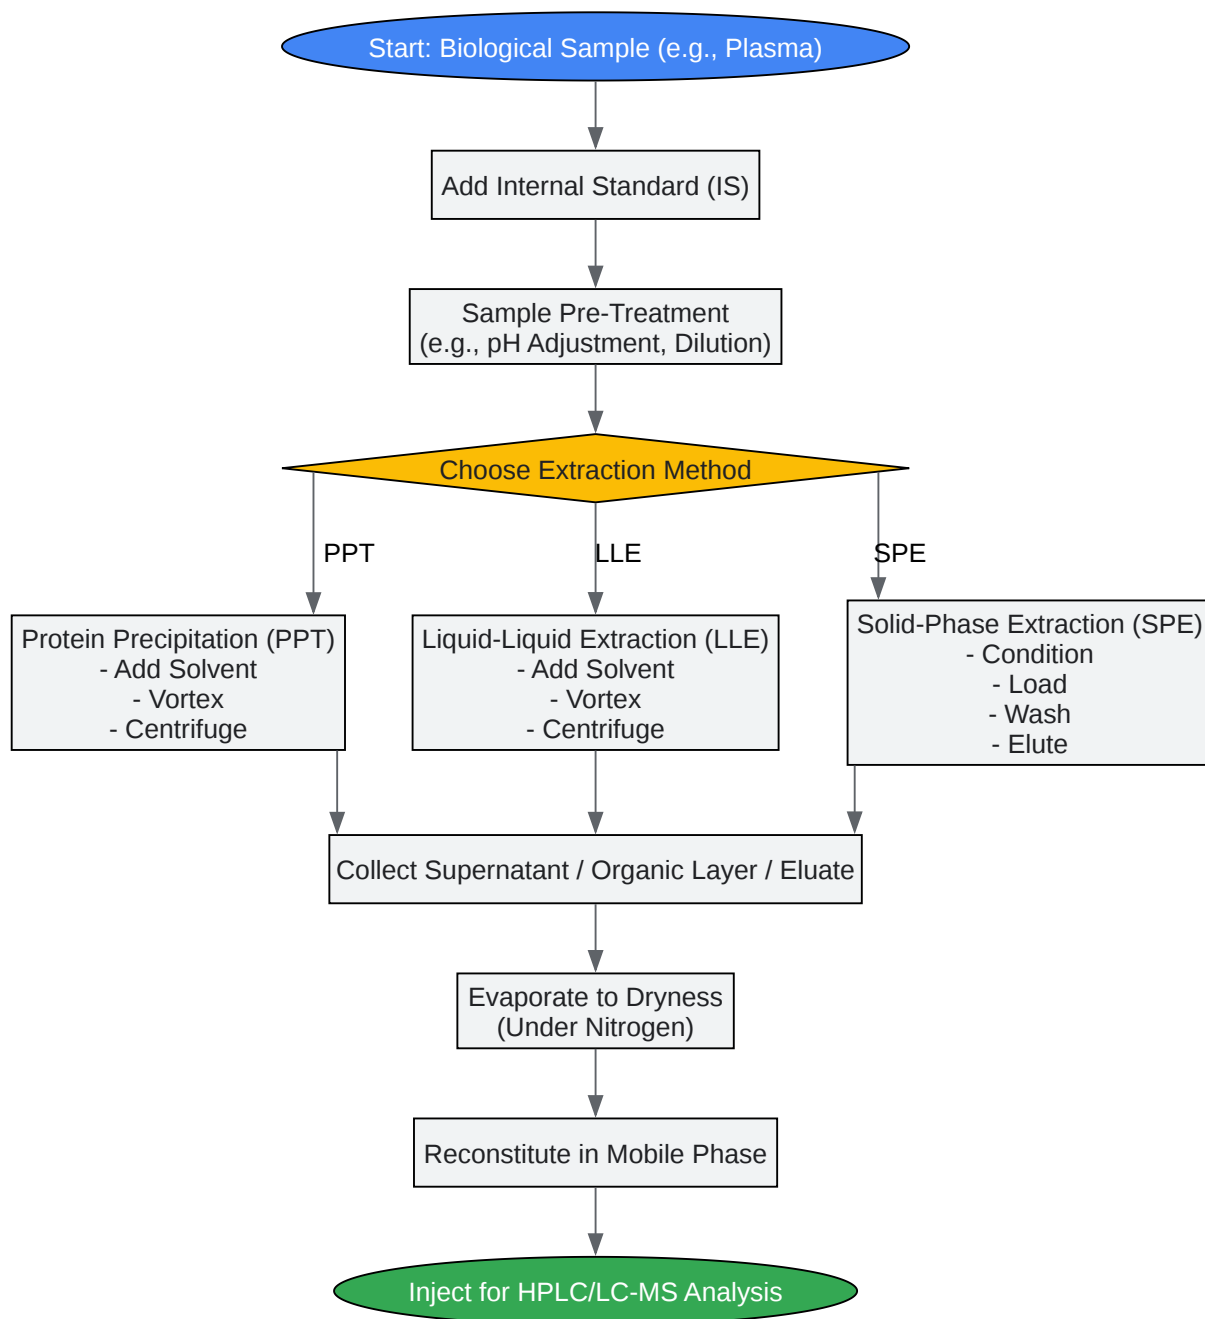 Start: Biological Sample (e.g., Plasma)
Add Internal Standard (IS)
Sample Pre-Treatment
(e.g., pH Adjustment, Dilution)
Choose Extraction Method
PPT
LLE
SPE
Protein Precipitation (PPT)
- Add Solvent
- Vortex
- Centrifuge
Liquid-Liquid Extraction (LLE)
- Add Solvent
- Vortex
- Centrifuge
Solid-Phase Extraction (SPE)
- Condition
- Load
- Wash
- Elute
Collect Supernatant / Organic Layer / Eluate
Evaporate to Dryness
(Under Nitrogen)
Reconstitute in Mobile Phase
Inject for HPLC/LC-MS Analysis